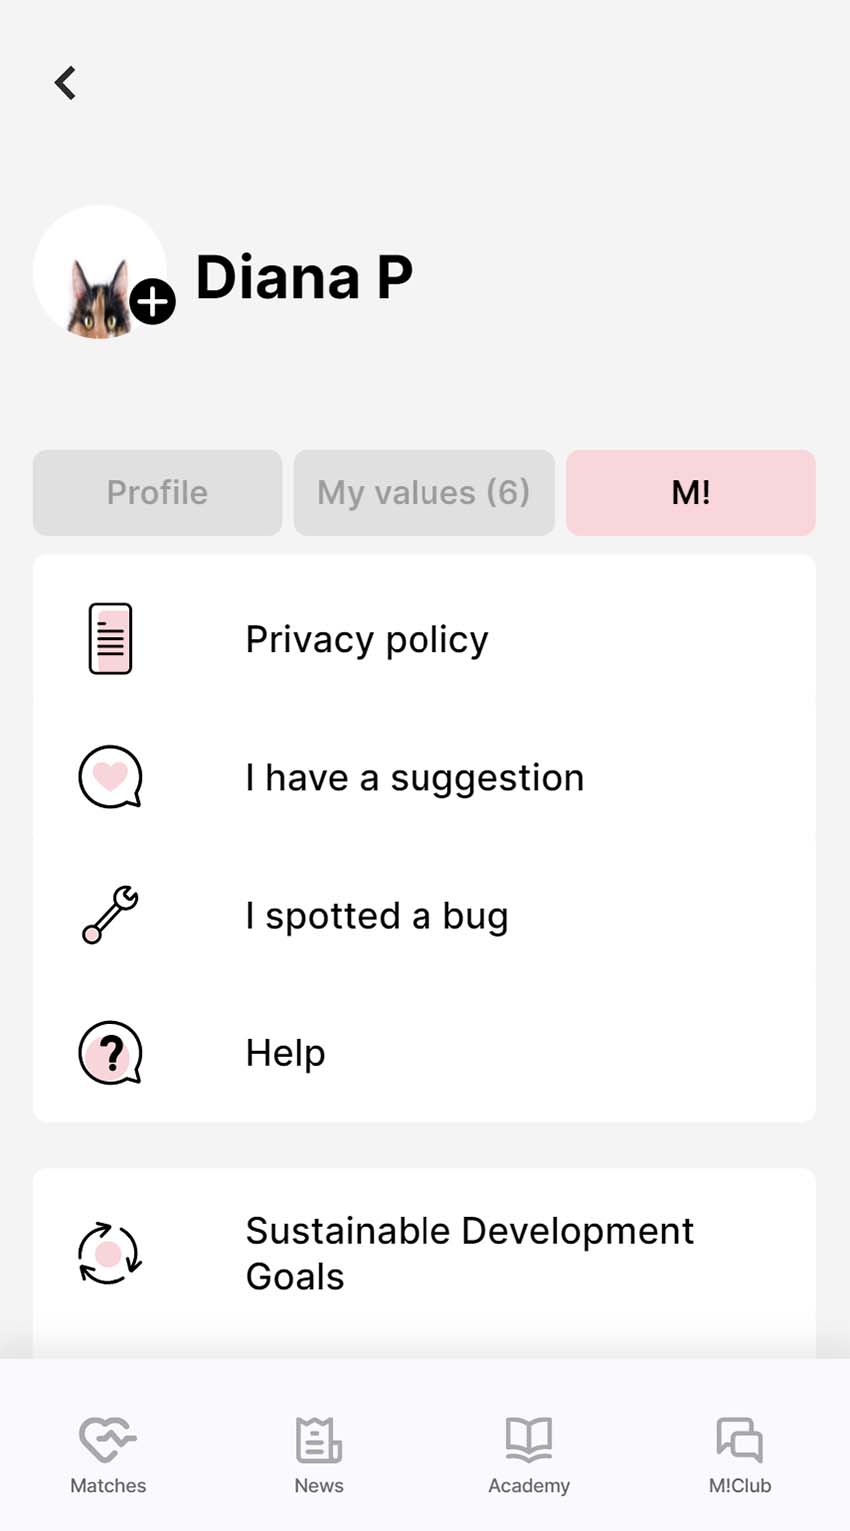 Diana P
Profile
My values (6)
M!
Privacy policy
I have a suggestion
I spotted a bug
?
Help
Sustainable Development
Goals
Matches
News
Academy
M!Club